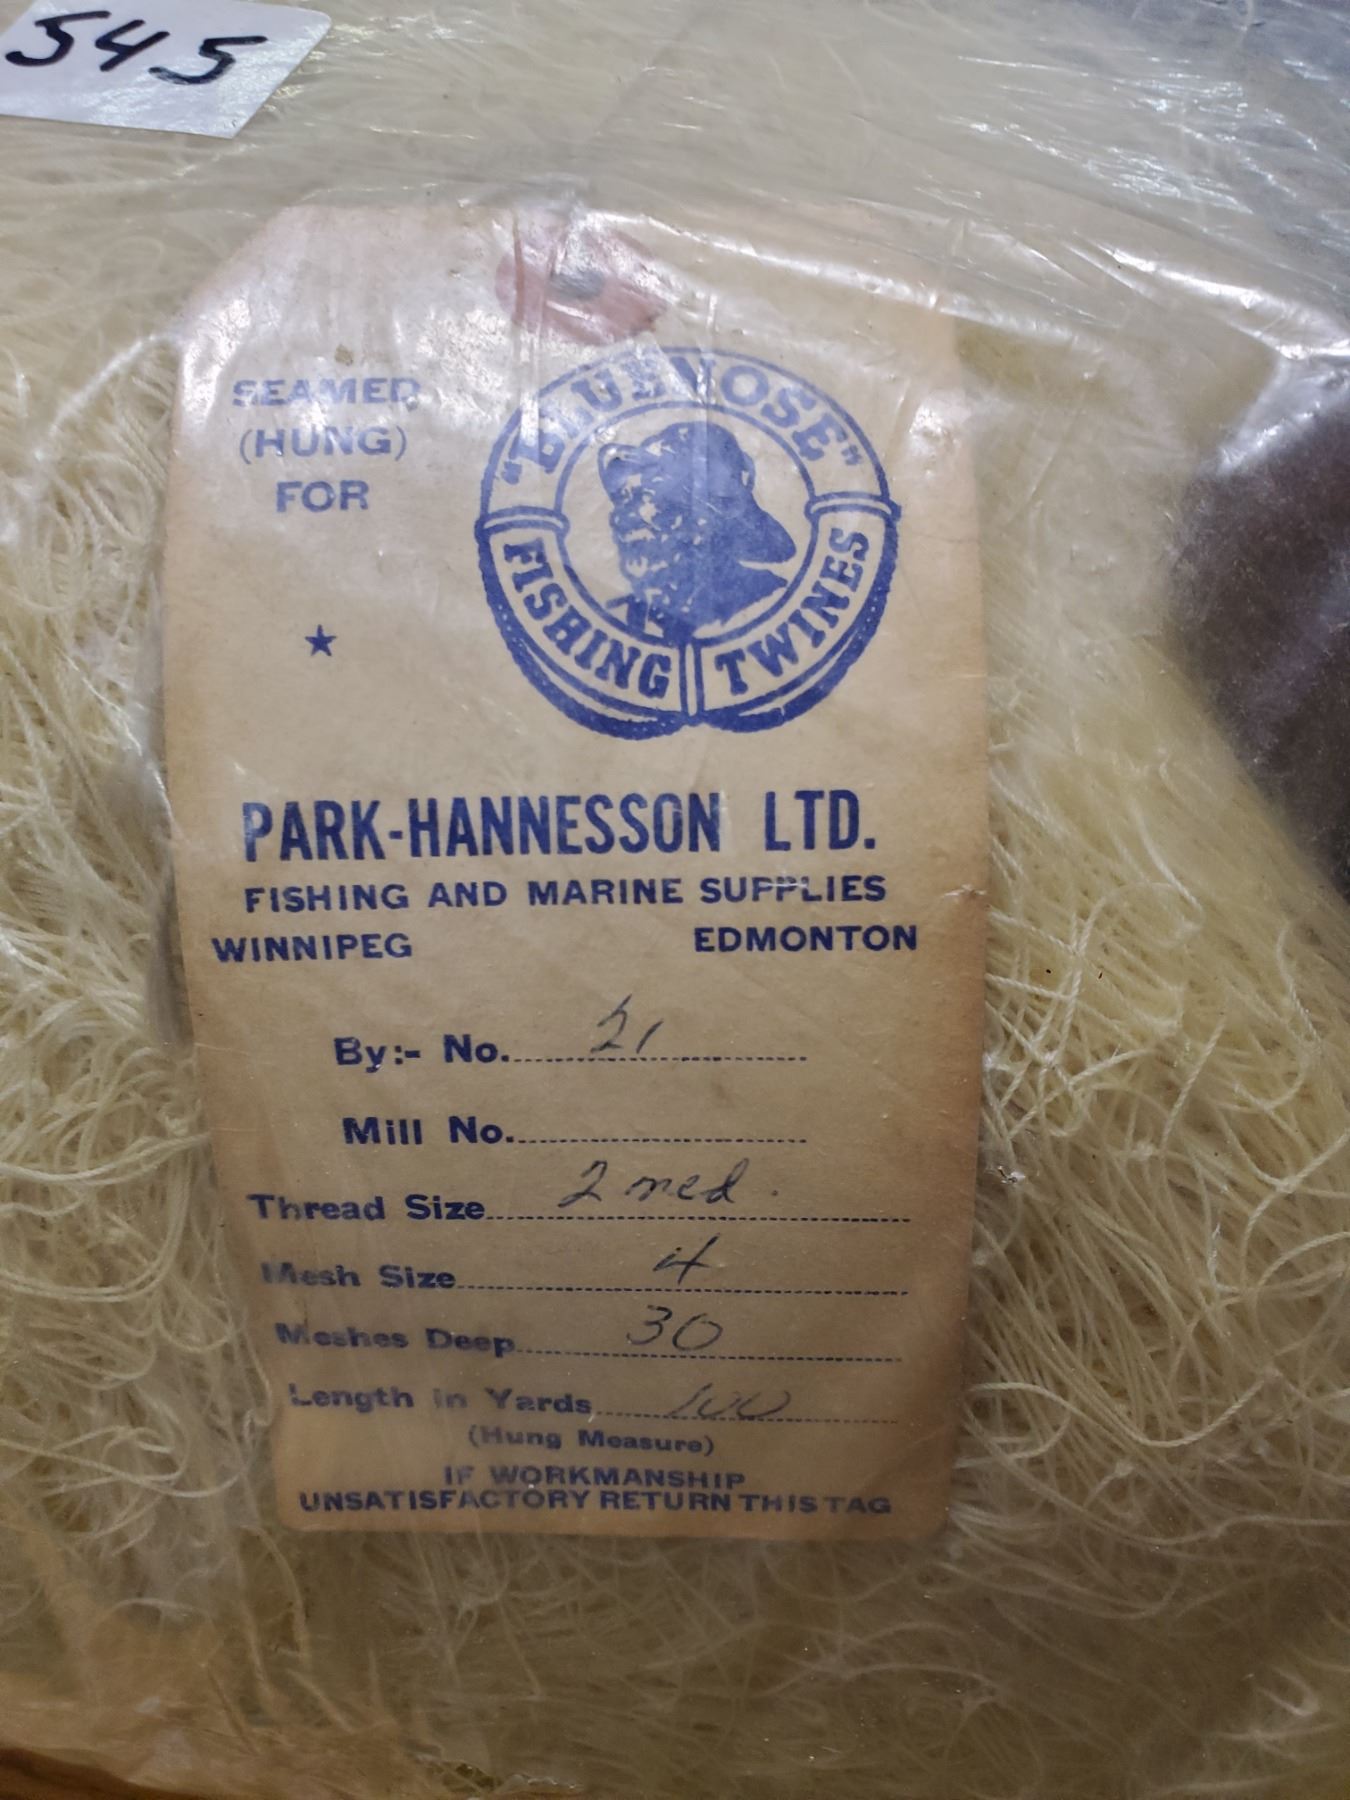 545
SEAMED
(HUNG)
FOR
"BLUENOSE"
FISHING TWINES
PARK-HANNESSON LTD.
FISHING AND MARINE SUPPLIES
WINNIPEG EDMONTON
By:- No. 21
Mill No.
Thread Size 2 med.
Mesh Size 4
Meshes Deep 30
Length in Yards 100
(Hung Measure)
IF WORKMANSHIP
UNSATISFACTORY RETURN THIS TAG